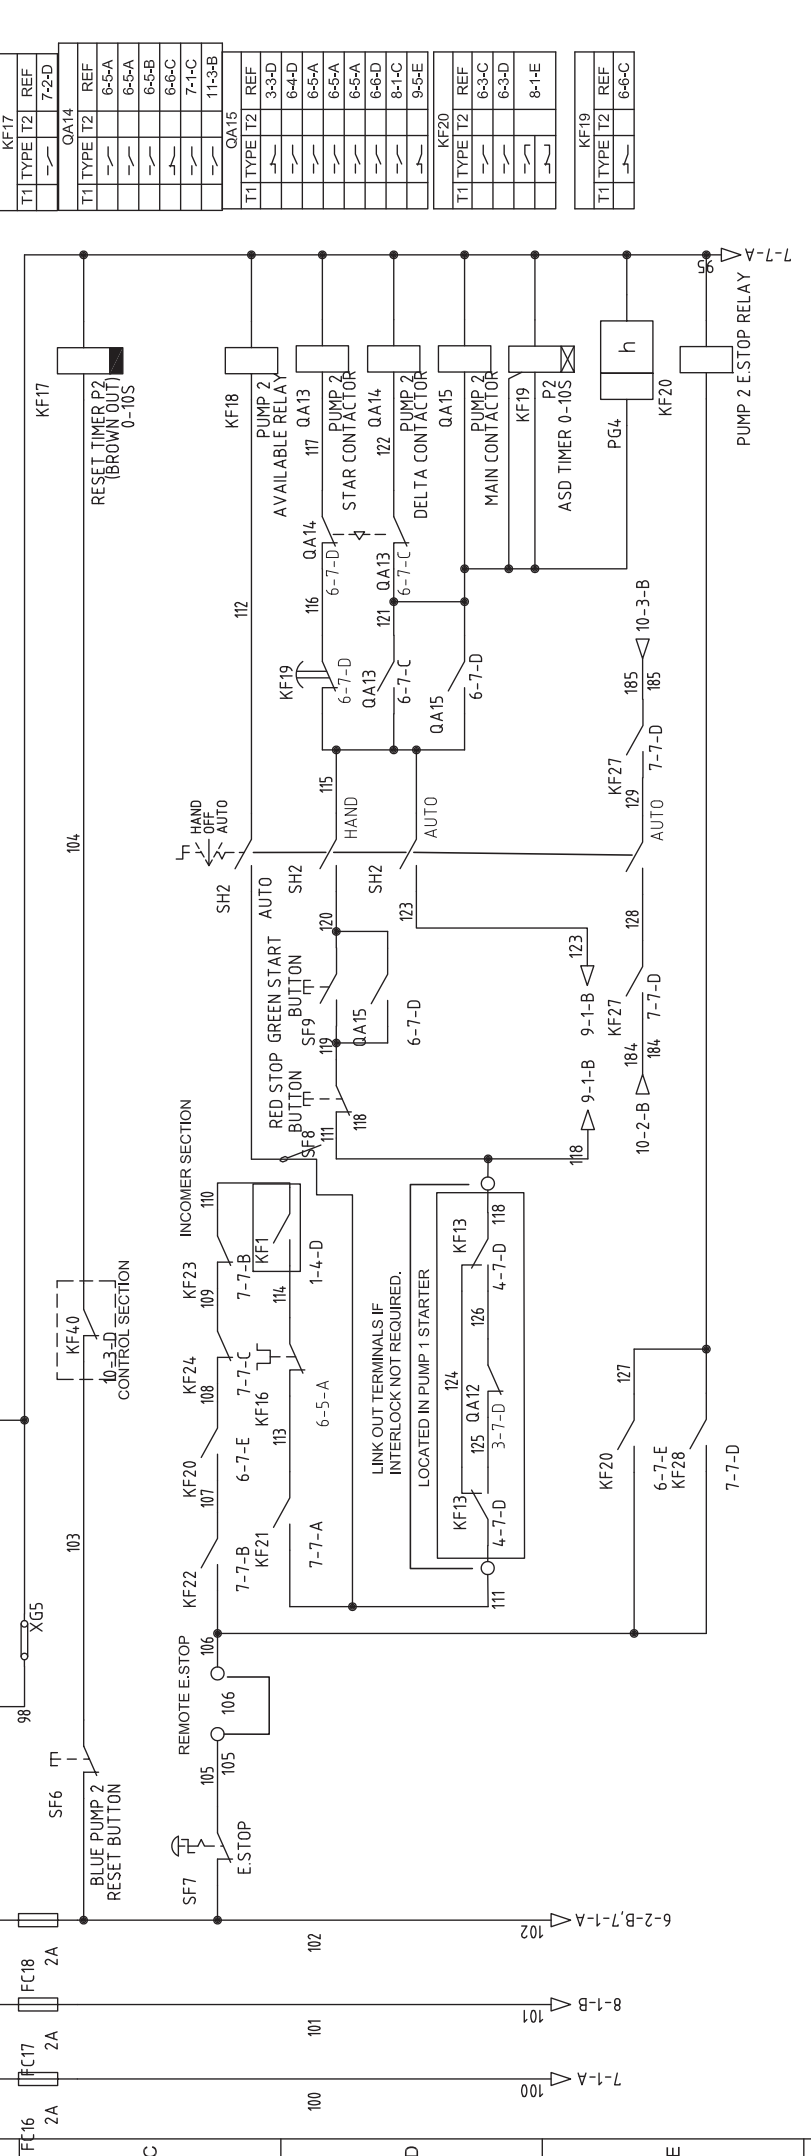 KF17
T1 TYPE T2 REF
7-2-D
QA14
T1 TYPE T2 REF
6-5-A
6-5-A
6-5-B
6-6-C
7-1-C
11-3-B
QA15
T1 TYPE T2 REF
3-3-D
6-4-D
6-5-A
6-5-A
6-5-A
6-6-D
8-1-C
9-5-E
KF20
T1 TYPE T2 REF
6-3-C
6-3-D
8-1-E
KF19
T1 TYPE T2 REF
6-6-C
95
7-7-A
KF17
RESET TIMER P2
(BROWN OUT)
0-10S
KF18
PUMP 2
AVAILABLE RELAY
QA13
PUMP 2
STAR CONTACTOR
117
QA14
PUMP 2
DELTA CONTACTOR
122
QA15
PUMP 2
MAIN CONTACTOR
KF19
P2
ASD TIMER 0-10S
h
PG4
KF20
PUMP 2 E.STOP RELAY
QA14
6-7-D
QA13
6-7-C
112
116
121
KF19
6-7-D
QA13
6-7-C
QA15
6-7-D
10-3-B
185
185
KF27
7-7-D
129
104
HAND
OFF
AUTO
SH2
AUTO
115
SH2
HAND
SH2
AUTO
AUTO
120
123
128
GREEN START
BUTTON
SF9
QA15
6-7-D
119
123
9-1-B
KF27
7-7-D
184
184
10-2-B
RED STOP
BUTTON
SF8
111
118
9-1-B
118
INCOMER SECTION
110
KF23
7-7-B
KF1
1-4-D
109
114
KF40
10-3-D
CONTROL SECTION
KF24
7-7-C
KF16
6-5-A
108
113
KF20
6-7-E
107
KF21
7-7-A
KF22
7-7-B
103
LINK OUT TERMINALS IF
INTERLOCK NOT REQUIRED.
LOCATED IN PUMP 1 STARTER
118
KF13
4-7-D
126
124
QA12
3-7-D
125
KF13
4-7-D
111
127
KF20
6-7-E
KF28
7-7-D
XG5
98
106
REMOTE E.STOP
106
105
105
SF6
BLUE PUMP 2
RESET BUTTON
SF7
E.STOP
FC18
2A
102
102
6-2-B,7-1-A
FC17
2A
101
101
8-1-B
FC16
2A
100
100
7-1-A
C
D
E